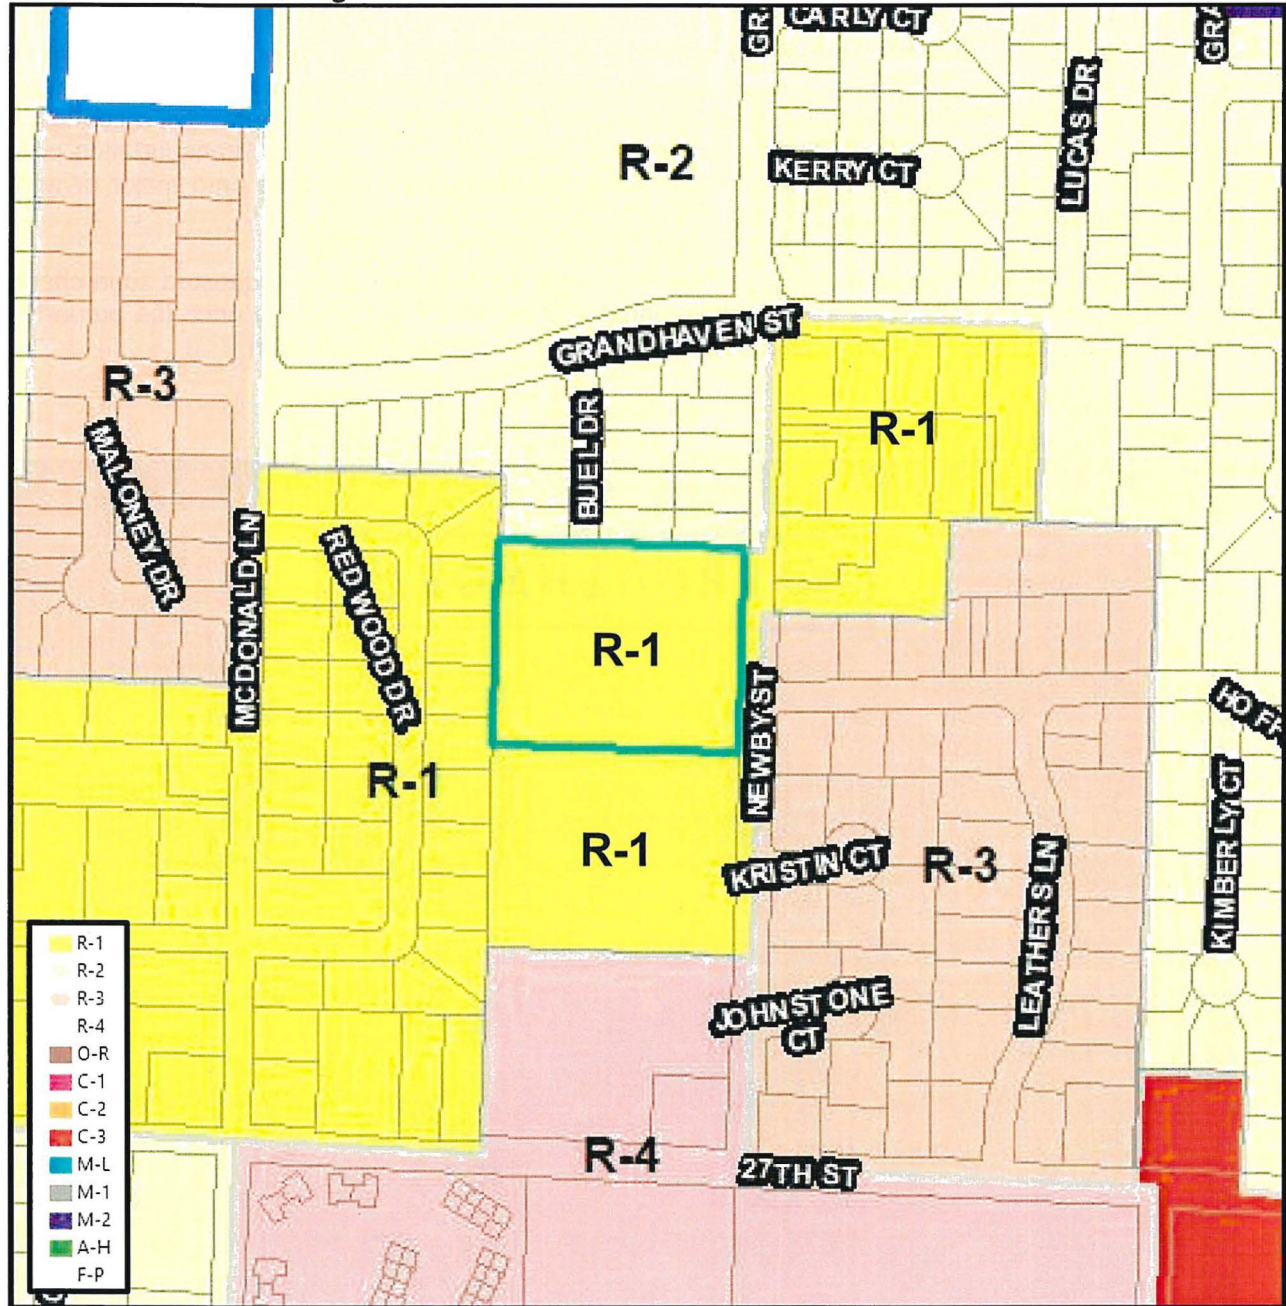 GRA
CARLY CT
GRA
LUCAS DR
R-2
KERRY CT
GRANDHAVEN ST
R-3
BUEL DR
R-1
MALONEY DR
MCDONALD LN
REDWOOD DR
R-1
NEWBY ST
HO
KIMBERLY CT
R-1
R-1
KRISTIN CT
R-3
LEATHERS LN
JOHNSTONE
CT
R-4
27TH ST
R-1
R-2
R-3
R-4
O-R
C-1
C-2
C-3
M-L
M-1
M-2
A-H
F-P